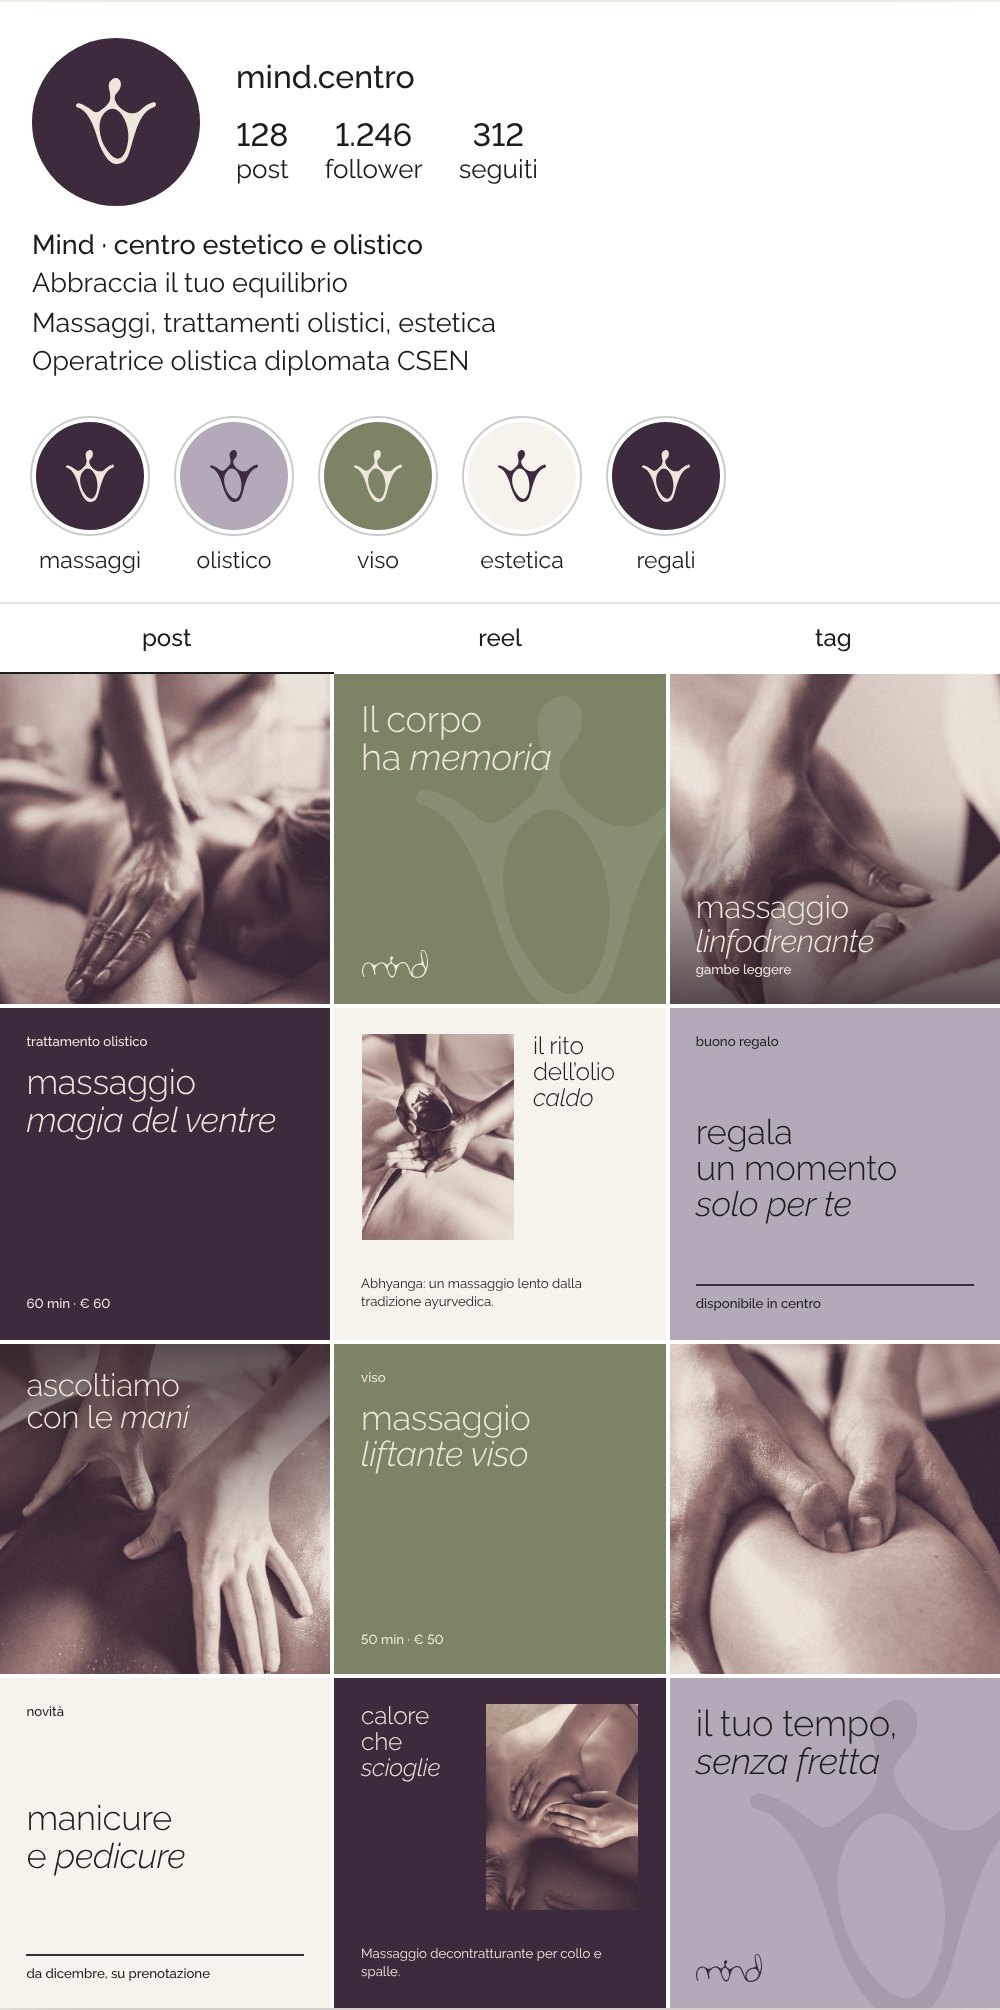 mind.centro
128 1.246 312
post follower seguiti
Mind · centro estetico e olistico
Abbraccia il tuo equilibrio
Massaggi, trattamenti olistici, estetica
Operatrice olistica diplomata CSEN
massaggi olistico viso estetica regali
post reel tag
Il corpo
ha memoria
mind
massaggio
linfodrenante
gambe leggere
trattamento olistico
massaggio
magia del ventre
60 min · € 60
il rito
dell'olio
caldo
Abhyanga: un massaggio lento dalla
tradizione ayurvedica.
buono regalo
regala
un momento
solo per te
disponibile in centro
ascoltiamo
con le mani
viso
massaggio
liftante viso
50 min · € 50
novità
manicure
e pedicure
da dicembre, su prenotazione
calore
che
scioglie
Massaggio decontratturante per collo e
spalle.
il tuo tempo,
senza fretta
mind